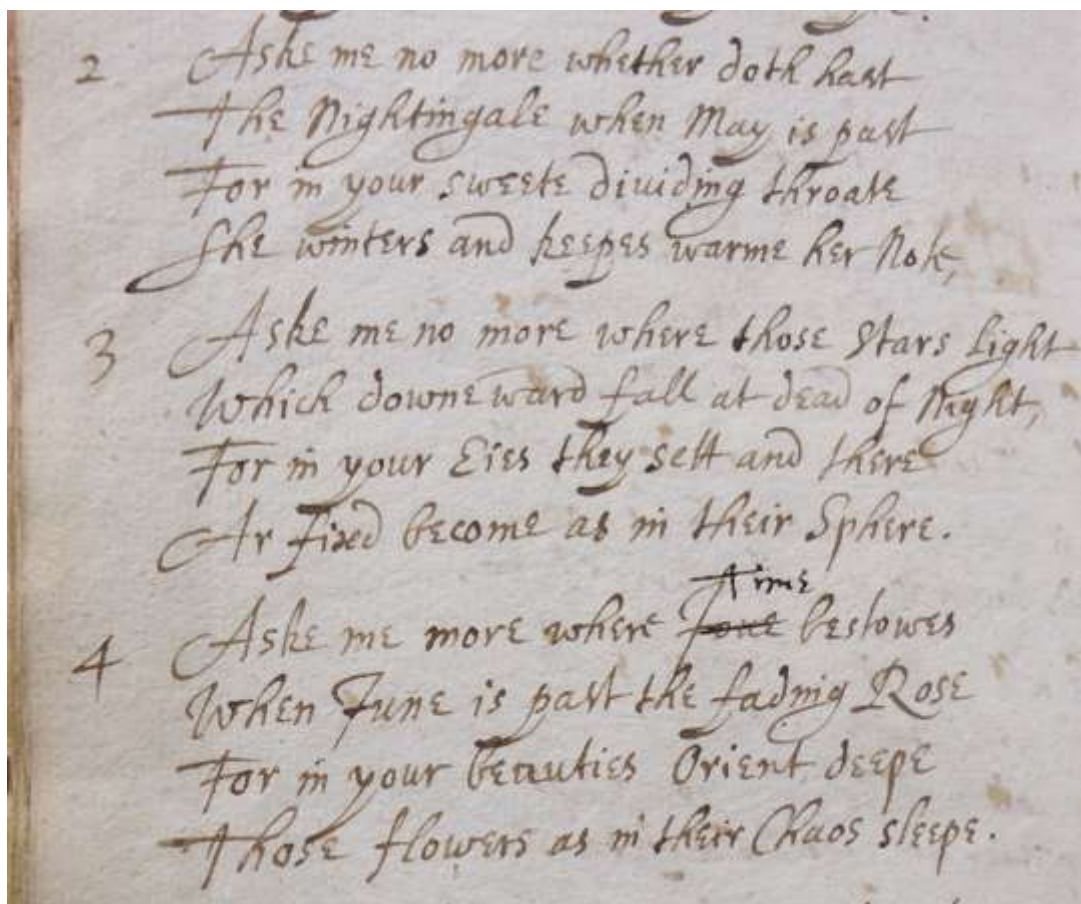 2 Aske me no more whether doth hast
The Nightingale when May is past
For in your sweete diuiding throate
She winters and keepes warme her Note,
3 Aske me no more where those Stars light
Which downe ward fall at dead of Night,
For in your Eies they sett and there
Ar fixed become as in their Sphere.
Time
4 Aske me more where Joue bestowes
When June is past the fading Rose
For in your beauties Orient deepe
Those flowers as in their Chaos sleepe.